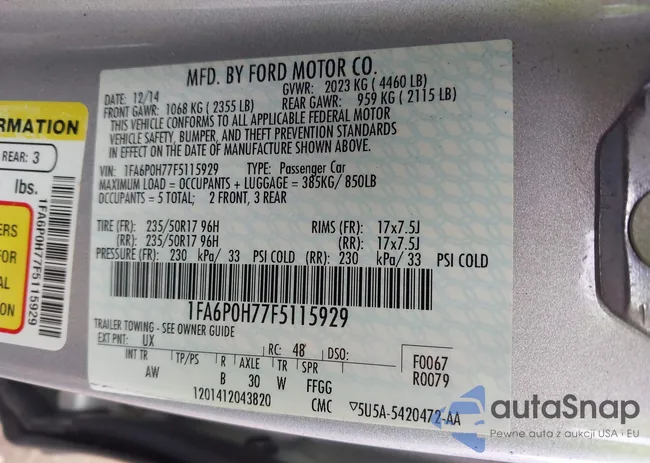 MFD. BY FORD MOTOR CO.
DATE: 12/14 GVWR: 2023 KG ( 4460 LB)
FRONT GAWR: 1068 KG ( 2355 LB) REAR GAWR: 959 KG ( 2115 LB)
THIS VEHICLE CONFORMS TO ALL APPLICABLE FEDERAL MOTOR
VEHICLE SAFETY, BUMPER, AND THEFT PREVENTION STANDARDS
IN EFFECT ON THE DATE OF MANUFACTURE SHOWN ABOVE.
VIN: 1FA6P0H77F5115929 TYPE: Passenger Car
MAXIMUM LOAD = OCCUPANTS + LUGGAGE = 385KG/ 850LB
OCCUPANTS = 5 TOTAL; 2 FRONT, 3 REAR
TIRE (FR): 235/50R17 96H RIMS (FR): 17x7.5J
(RR): 235/50R17 96H (RR): 17x7.5J
PRESSURE (FR): 230 kPa/ 33 PSI COLD (RR): 230 kPa/ 33 PSI COLD
1FA6P0H77F5115929
TRAILER TOWING - SEE OWNER GUIDE
EXT PNT: UX RC: 48 DSO: F0067
INT TR TP/PS R AXLE TR SPR R0079
AW B 30 W FFGG
1201412043820 CMC ▽5U5A-5420472-AA
RMATION
REAR: 3
lbs.
ERS
FOR
AL
ION
1FA6P0H77F5115929
autoSnap
Pewne auta z aukcji USA i EU